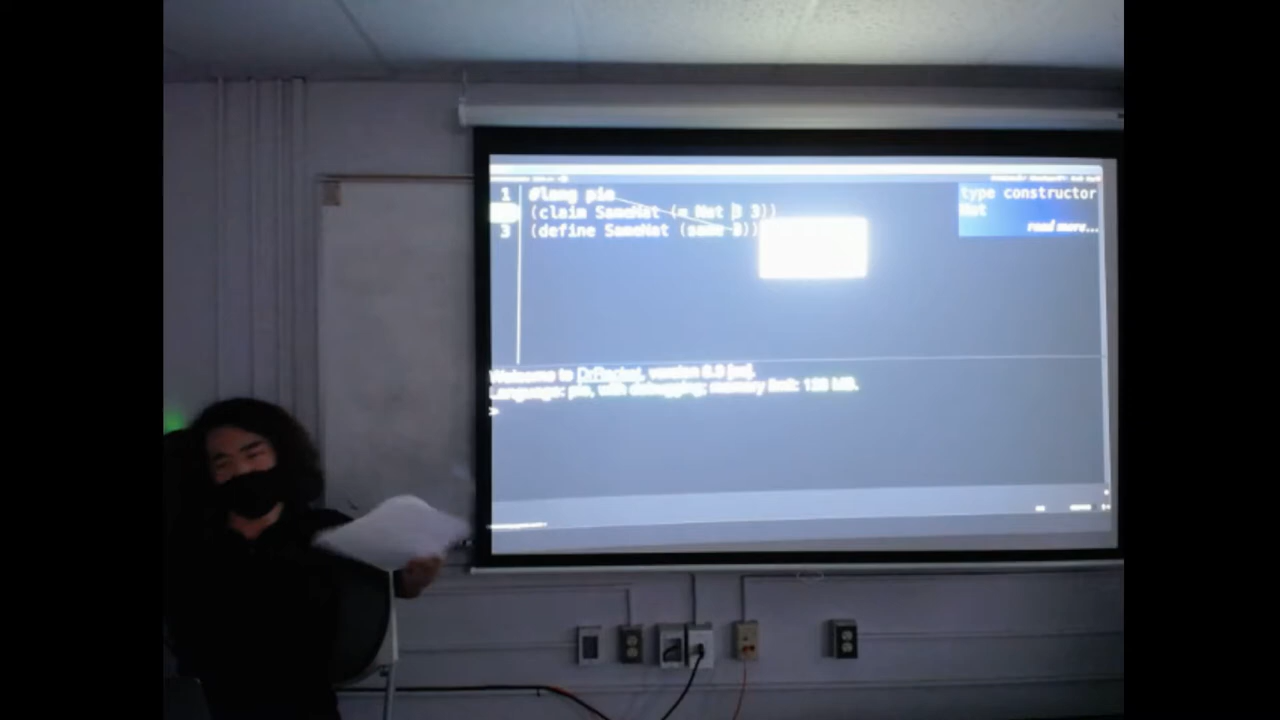 1 #lang pie
(claim SameNat (= Nat 3 3))
3 (define SameNat (same 3))
type constructor
Nat
read more...
Welcome to DrRacket, version 8.3 [cs].
Language: pie, with debugging; memory limit: 128 MB.
>